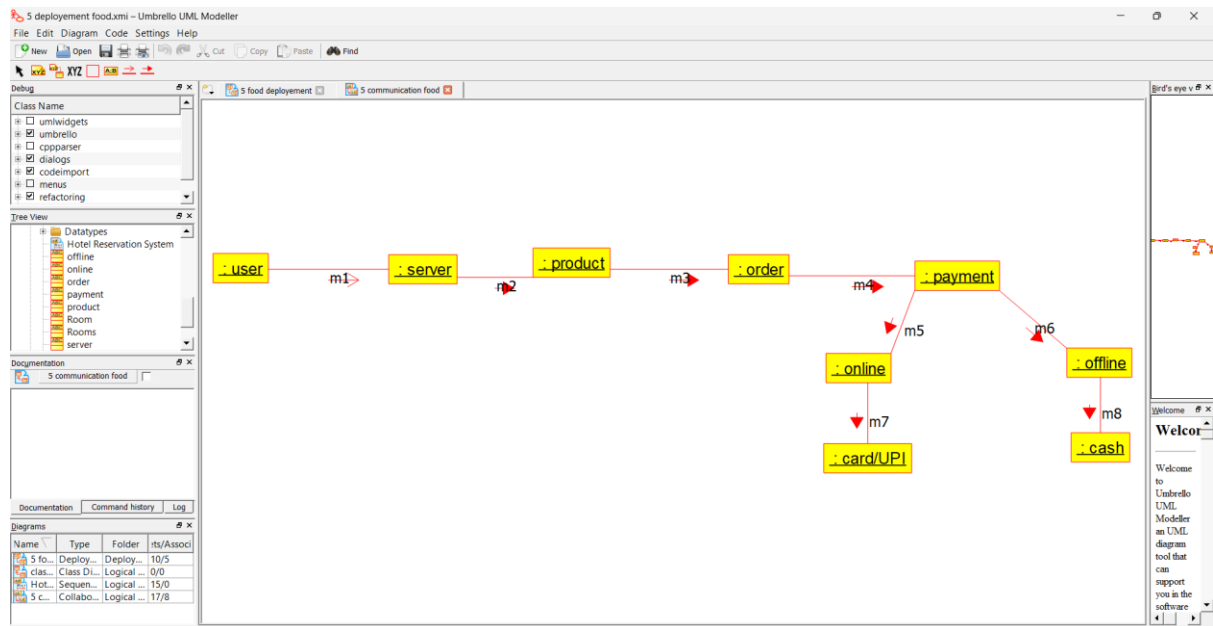 5 deployement food.xmi – Umbrello UML Modeller
File Edit Diagram Code Settings Help
New Open Cut Copy Paste Find
XYZ XYZ A:B
Debug
5 food deployement
5 communication food
Bird's eye v
Class Name
umlwidgets
umbrello
cppparser
dialogs
codeimport
menus
refactoring
Tree View
Datatypes
Hotel Reservation System
offline
online
order
payment
product
Room
Rooms
server
: user
m1
: server
m2
: product
m3
: order
m4
: payment
m5
m6
: online
: offline
m7
m8
: card/UPI
: cash
Documentation
5 communication food
Documentation Command history Log
Diagrams
Name Type Folder ets/Associ
5 fo... Deploy... Deploy... 10/5
clas... Class Di... Logical ... 0/0
Hot... Sequen... Logical ... 15/0
5 c... Collabo... Logical ... 17/8
Welcome
Welcor
Welcome
to
Umbrello
UML
Modeller
an UML
diagram
tool that
can
support
you in the
software